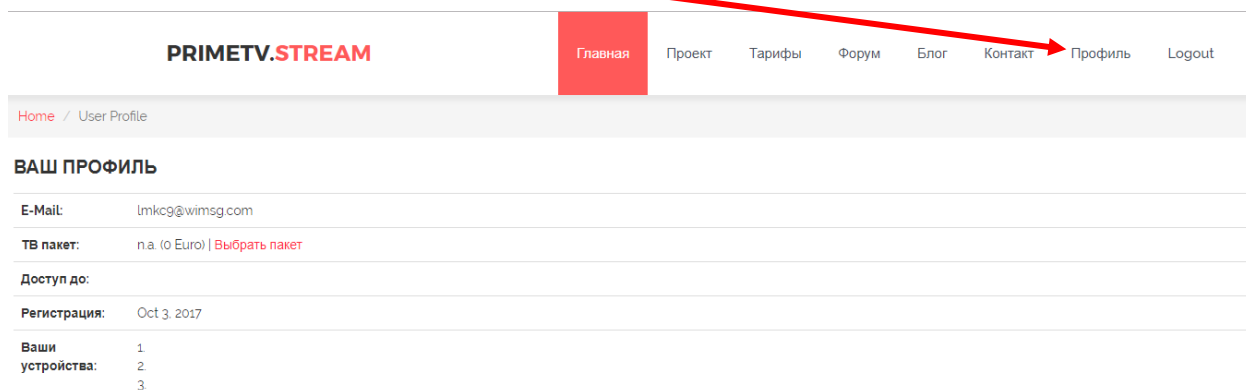 PRIMETV.STREAM
Главная Проект Тарифы Форум Блог Контакт Профиль Logout
Home / User Profile
ВАШ ПРОФИЛЬ
E-Mail: lmkc9@wimsg.com
ТВ пакет: n.a. (0 Euro) | Выбрать пакет
Доступ до:
Регистрация: Oct 3, 2017
Ваши устройства: 1.
2.
3.